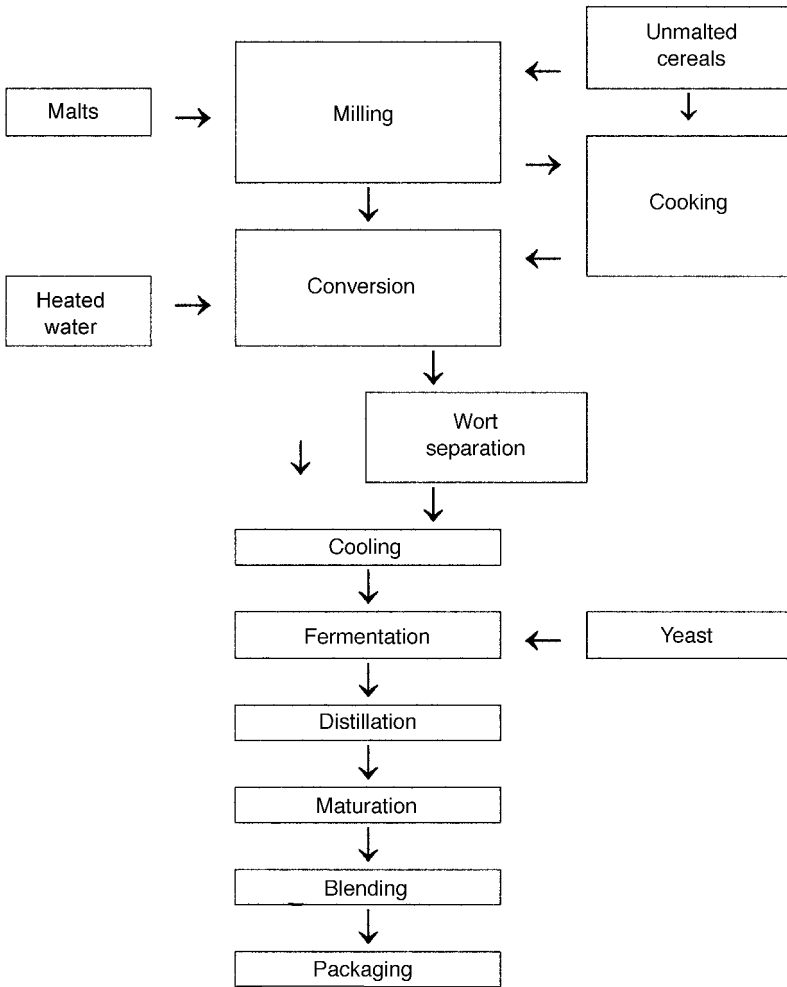 Unmalted
cereals
Malts
Milling
Cooking
Heated
water
Conversion
Wort
separation
Cooling
Fermentation
Yeast
Distillation
Maturation
Blending
Packaging